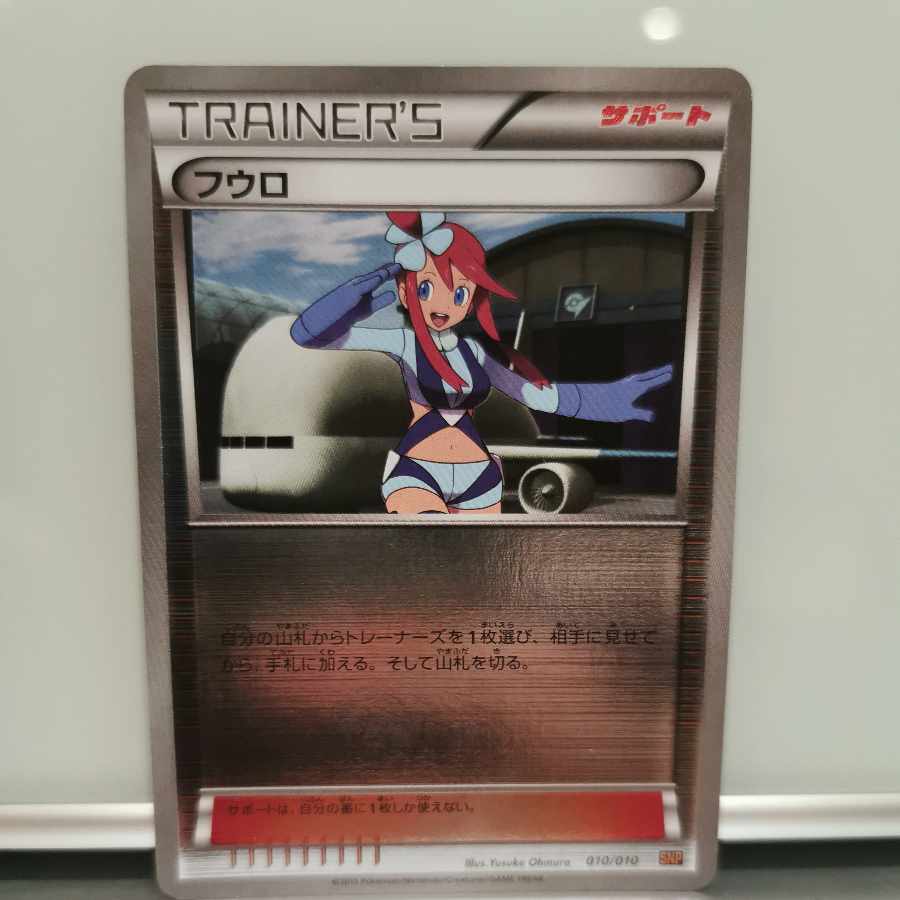 TRAINER'S サポート
フウロ
自分の山札からトレーナーズを1枚選び、相手に見せて
から、手札に加える。そして山札を切る。
サポートは、自分の番に1枚しか使えない。
Illus. Yusuke Ohmura 010/010 SNP